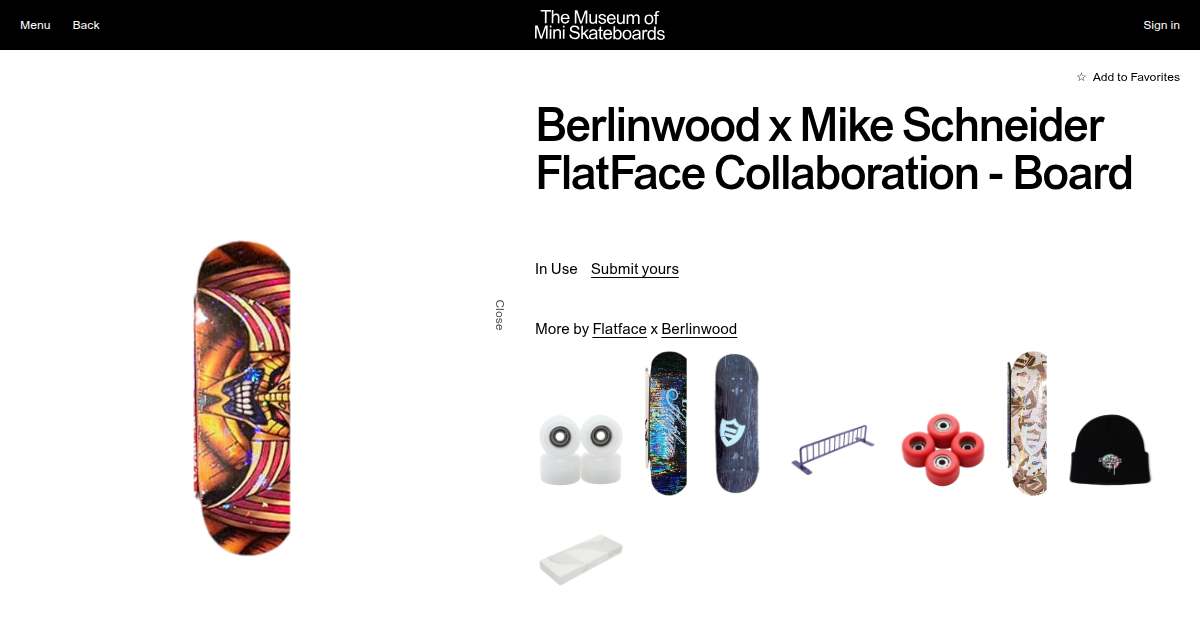 Menu Back
The Museum of
Mini Skateboards
Sign in
☆ Add to Favorites
Berlinwood x Mike Schneider
FlatFace Collaboration - Board
In Use Submit yours
Close
More by Flatface x Berlinwood